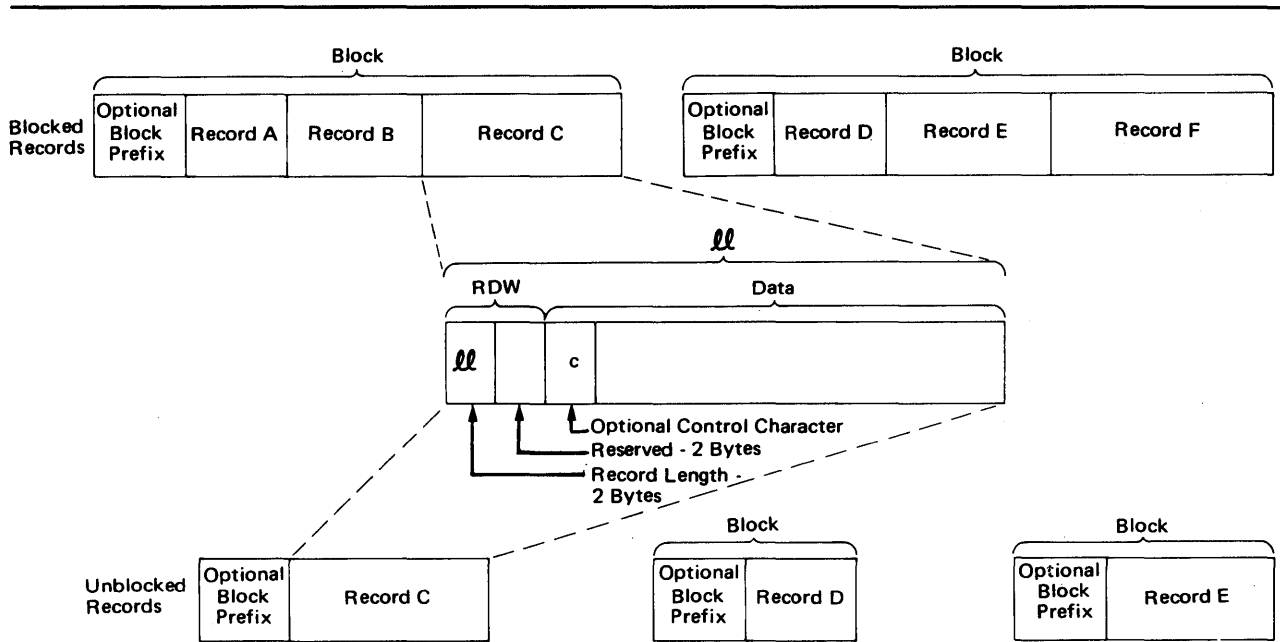 Block
Block
Blocked
Records
Optional
Block
Prefix
Record A
Record B
Record C
Optional
Block
Prefix
Record D
Record E
Record F
ℓℓ
RDW
Data
ℓℓ
c
Optional Control Character
Reserved - 2 Bytes
Record Length -
2 Bytes
Block
Block
Unblocked
Records
Optional
Block
Prefix
Record C
Optional
Block
Prefix
Record D
Optional
Block
Prefix
Record E